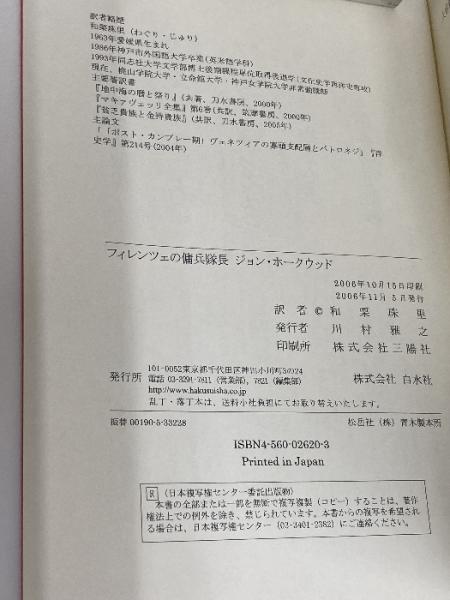 訳者略歴
和栗珠里（わぐり・じゅり）
1963年愛媛県生まれ
1986年神戸市外国語大学卒業（英米語学科）
1993年同志社大学文学部博士後期課程単位取得後退学（文化史学専攻西洋史専攻）
現在、桃山学院大学・立命館大学・神戸女学院大学非常勤講師
主要著訳書
『地中海の暦と祭り』（共著、刀水書房、2000年）
『マキァヴェッリ全集』第6巻（共訳、筑摩書房、2000年）
『貧乏貴族と金持貴族』（共訳、刀水書房、2005年）
主論文
「「ポスト・カンブレー期」ヴェネツィアの寡頭支配層とパトロネジ」『西
史学』第214号（2004年）
フィレンツェの傭兵隊長 ジョン・ホークウッド
2006年10月15日印刷
2006年11月 5日発行
訳者 © 和栗珠里
発行者 川村雅之
印刷所 株式会社三陽社
101-0052東京都千代田区神田小川町3の24
発行所 電話 03-3291-7811（営業部）, 7821（編集部） 株式会社 白水社
http://www.hakusuisha.co.jp
乱丁・落丁本は、送料小社負担にてお取り替えいたします。
振替 00190-5-33228 松岳社（株）青木製本所
ISBN4-560-02620-3
Printed in Japan
R 〈日本複写権センター委託出版物〉
本書の全部または一部を無断で複写複製（コピー）することは、著作
権法上での例外を除き、禁じられています。本書からの複写を希望され
る場合は、日本複写権センター（03-3401-2382）にご連絡ください。